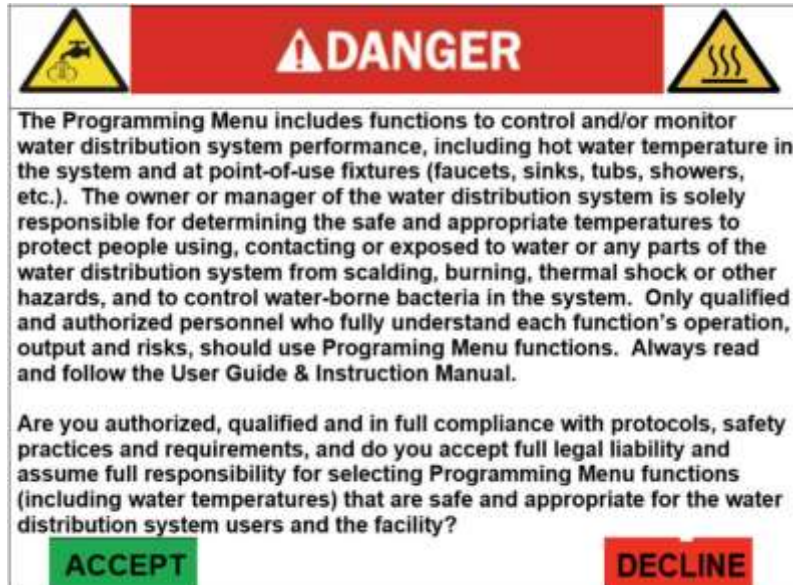 DANGER
The Programming Menu includes functions to control and/or monitor
water distribution system performance, including hot water temperature in
the system and at point-of-use fixtures (faucets, sinks, tubs, showers,
etc.).  The owner or manager of the water distribution system is solely
responsible for determining the safe and appropriate temperatures to
protect people using, contacting or exposed to water or any parts of the
water distribution system from scalding, burning, thermal shock or other
hazards, and to control water-borne bacteria in the system.  Only qualified
and authorized personnel who fully understand each function's operation,
output and risks, should use Programing Menu functions.  Always read
and follow the User Guide & Instruction Manual.
Are you authorized, qualified and in full compliance with protocols, safety
practices and requirements, and do you accept full legal liability and
assume full responsibility for selecting Programming Menu functions
(including water temperatures) that are safe and appropriate for the water
distribution system users and the facility?
ACCEPT DECLINE